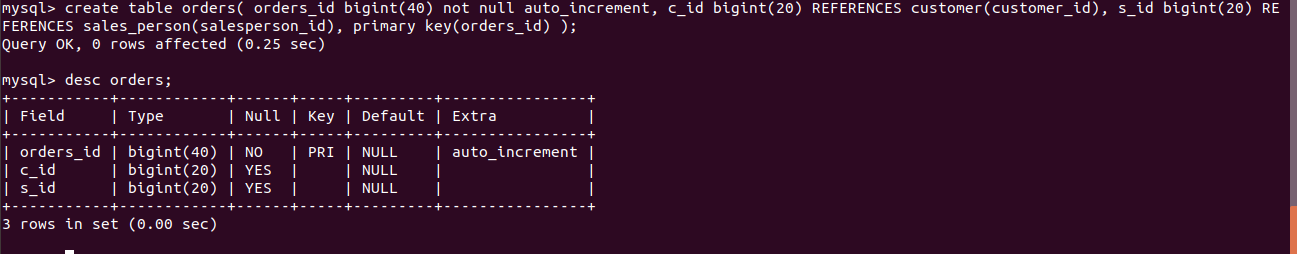 mysql> create table orders( orders_id bigint(40) not null auto_increment, c_id bigint(20) REFERENCES customer(customer_id), s_id bigint(20) RE
FERENCES sales_person(salesperson_id), primary key(orders_id) );
Query OK, 0 rows affected (0.25 sec)
mysql> desc orders;
+-----------+------------+------+-----+---------+----------------+
| Field     | Type       | Null | Key | Default | Extra          |
+-----------+------------+------+-----+---------+----------------+
| orders_id | bigint(40) | NO   | PRI | NULL    | auto_increment |
| c_id      | bigint(20) | YES  |     | NULL    |                |
| s_id      | bigint(20) | YES  |     | NULL    |                |
+-----------+------------+------+-----+---------+----------------+
3 rows in set (0.00 sec)